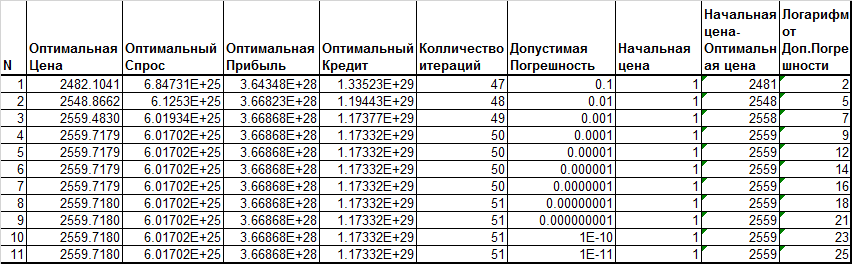 N Оптимальная Цена Оптимальный Спрос Оптимальная Прибыль Оптимальный Кредит Колличество итераций Допустимая Погрешность Начальная цена Начальная цена-Оптимальн ая цена Логарифм от Доп.Погре шности
1 2482.1041 6.84731E+25 3.64348E+28 1.33523E+29 47 0.1 1 2481 2
2 2548.8662 6.1253E+25 3.66823E+28 1.19443E+29 48 0.01 1 2548 5
3 2559.4830 6.01934E+25 3.66868E+28 1.17377E+29 49 0.001 1 2558 7
4 2559.7179 6.01702E+25 3.66868E+28 1.17332E+29 50 0.0001 1 2559 9
5 2559.7179 6.01702E+25 3.66868E+28 1.17332E+29 50 0.00001 1 2559 12
6 2559.7179 6.01702E+25 3.66868E+28 1.17332E+29 50 0.000001 1 2559 14
7 2559.7179 6.01702E+25 3.66868E+28 1.17332E+29 50 0.0000001 1 2559 16
8 2559.7180 6.01702E+25 3.66868E+28 1.17332E+29 51 0.00000001 1 2559 18
9 2559.7180 6.01702E+25 3.66868E+28 1.17332E+29 51 0.000000001 1 2559 21
10 2559.7180 6.01702E+25 3.66868E+28 1.17332E+29 51 1E-10 1 2559 23
11 2559.7180 6.01702E+25 3.66868E+28 1.17332E+29 51 1E-11 1 2559 25